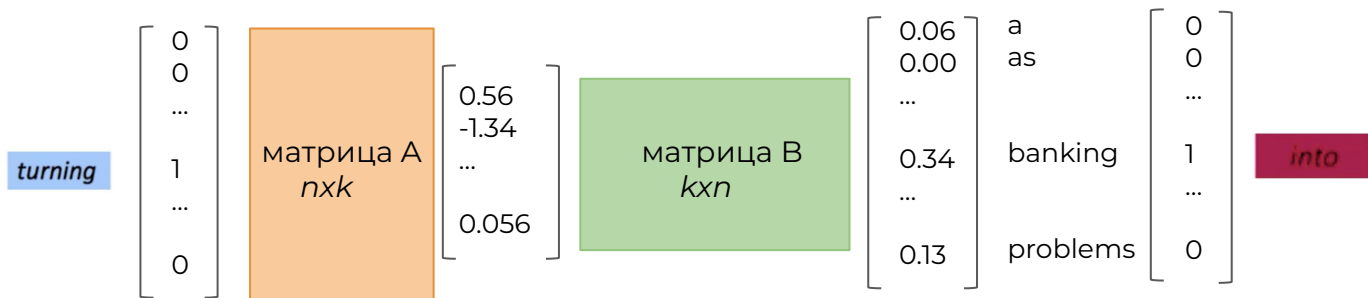 turning
0
0
...
1
...
0
матрица А
nxk
0.56
-1.34
...
0.056
матрица В
kxn
0.06
0.00
...
0.34
...
0.13
a
as
banking
problems
0
0
...
1
...
0
into